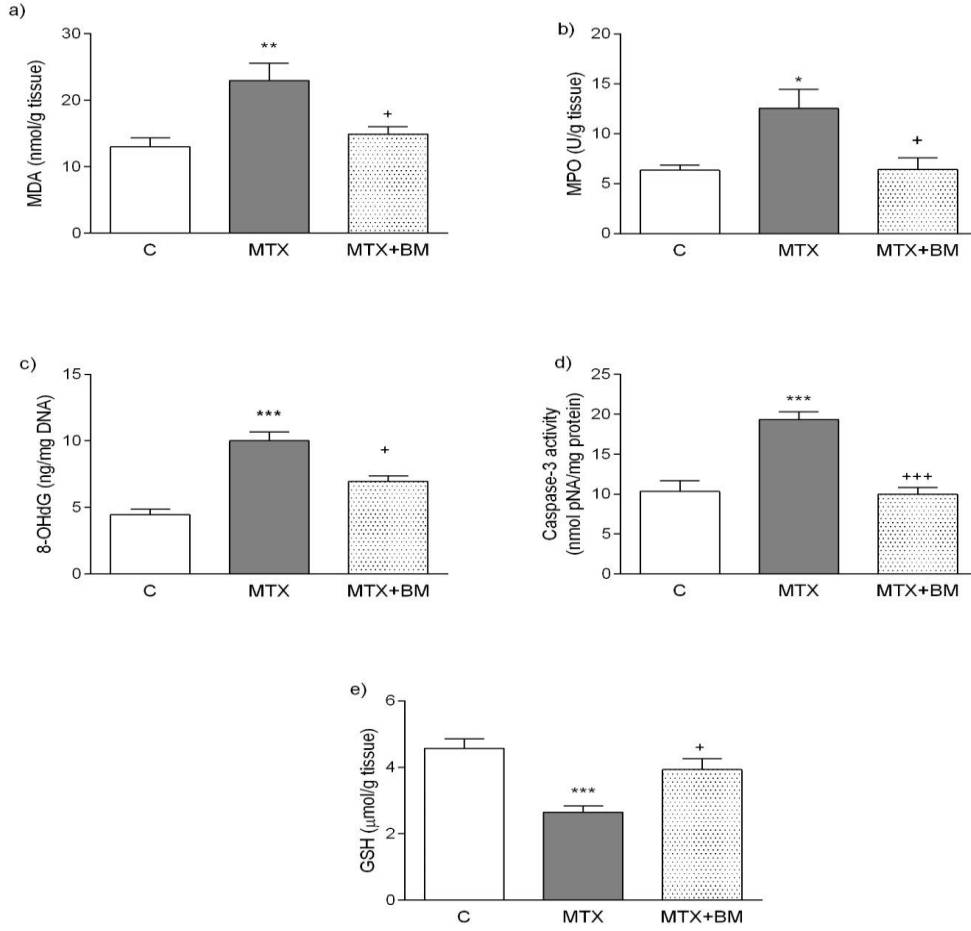 a)
MDA (nmol/g tissue)
30
20
10
0
**
+
C MTX MTX+BM
b)
MPO (U/g tissue)
20
15
10
5
0
*
+
C MTX MTX+BM
c)
8-OHdG (ng/mg DNA)
15
10
5
0
***
+
C MTX MTX+BM
d)
Caspase-3 activity
(nmol pNA/mg protein)
25
20
15
10
5
0
***
+++
C MTX MTX+BM
e)
GSH (µmol/g tissue)
6
4
2
0
***
+
C MTX MTX+BM